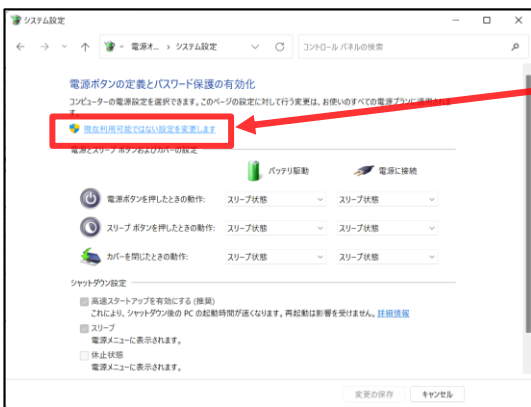 システム設定
電源オ... › システム設定
コントロール パネルの検索
電源ボタンの定義とパスワード保護の有効化
コンピューターの電源設定を選択できます。このページの設定に対して行う変更は、お使いのすべての電源プランに適用されま
す。
現在利用可能ではない設定を変更します
電源とスリープ ボタンおよびカバーの設定
バッテリ駆動 電源に接続
電源ボタンを押したときの動作: スリープ状態 スリープ状態
スリープ ボタンを押したときの動作: スリープ状態 スリープ状態
カバーを閉じたときの動作: スリープ状態 スリープ状態
シャットダウン設定
高速スタートアップを有効にする (推奨)
これにより、シャットダウン後の PC の起動時間が速くなります。再起動は影響を受けません。詳細情報
スリープ
電源メニューに表示されます。
休止状態
電源メニューに表示されます。
変更の保存 キャンセル